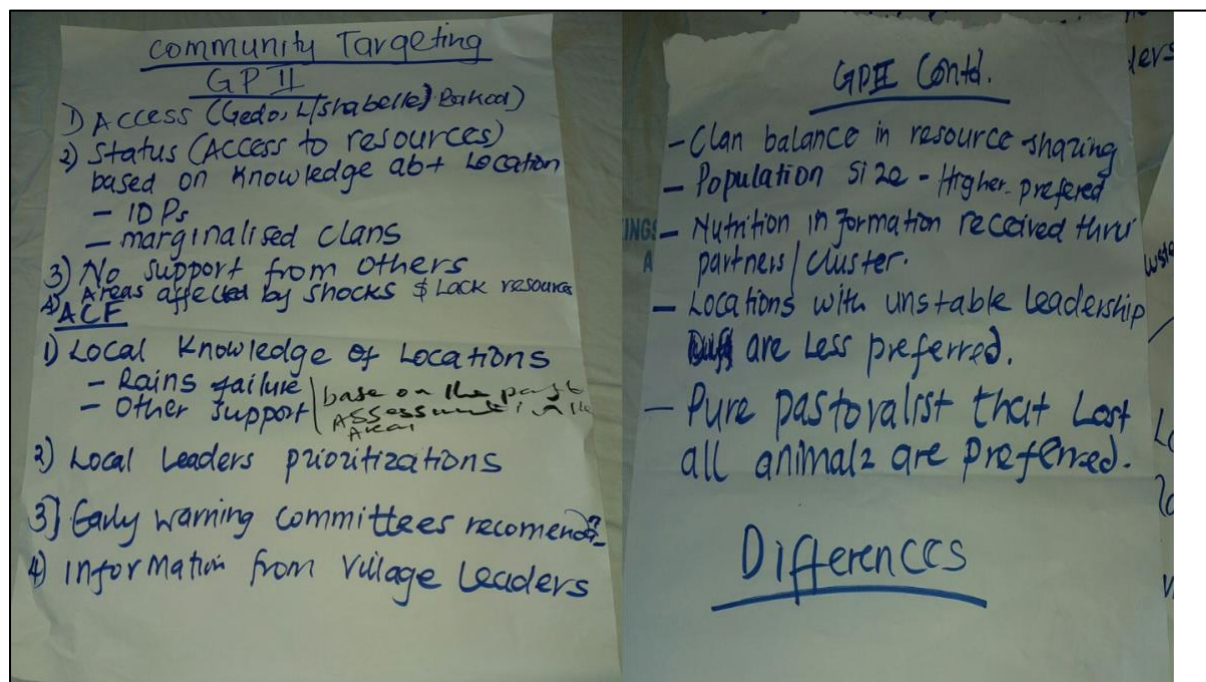 Community Targeting
GP II
1) Access (Gedo, L/Shabelle) Bakool)
2) Status (Access to resources)
based on Knowledge abt Location
- IDPs
- marginalised clans
3) No support from others
4) Areas affected by shocks & Lack resources
ACF
1) Local Knowledge of Locations
- Rains failure
- Other support
base on the past
Assessment in the
Area
2) Local Leaders prioritizations
3) Early warning committees recomendn
4) information from Village Leaders
GPII Contd.
- Clan balance in resource sharing
- Population Size - Higher prefered
- Nutrition information received thru
partners/cluster.
- Locations with unstable leadership
are Less preferred.
- Pure pastoralist that Lost
all animals are preferred.
Differences